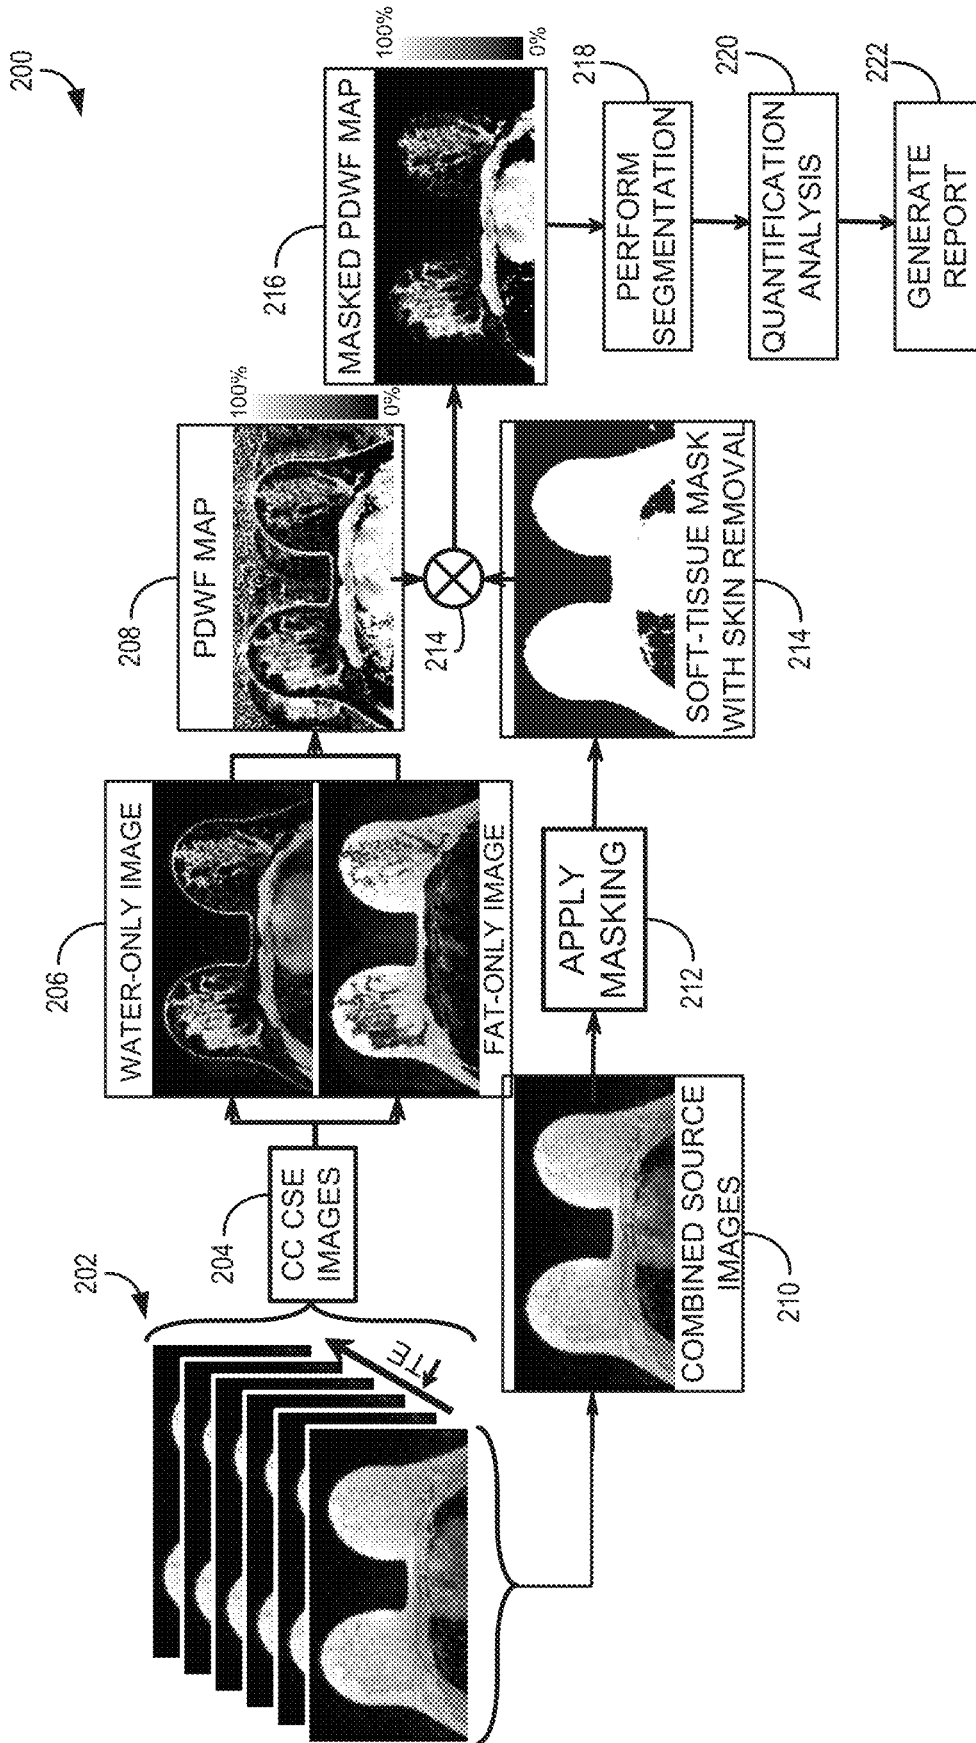 200
202
TE
204
CC CSE
IMAGES
206
WATER-ONLY IMAGE
FAT-ONLY IMAGE
208
PDWF MAP
100%
0%
210
COMBINED SOURCE
IMAGES
212
APPLY
MASKING
214
SOFT-TISSUE MASK
WITH SKIN REMOVAL
214
216
MASKED PDWF MAP
100%
0%
218
PERFORM
SEGMENTATION
220
QUANTIFICATION
ANALYSIS
222
GENERATE
REPORT